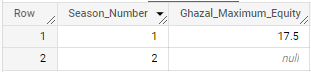 Row Season_Number Ghazal_Maximum_Equity
1 1 17.5
2 2 null